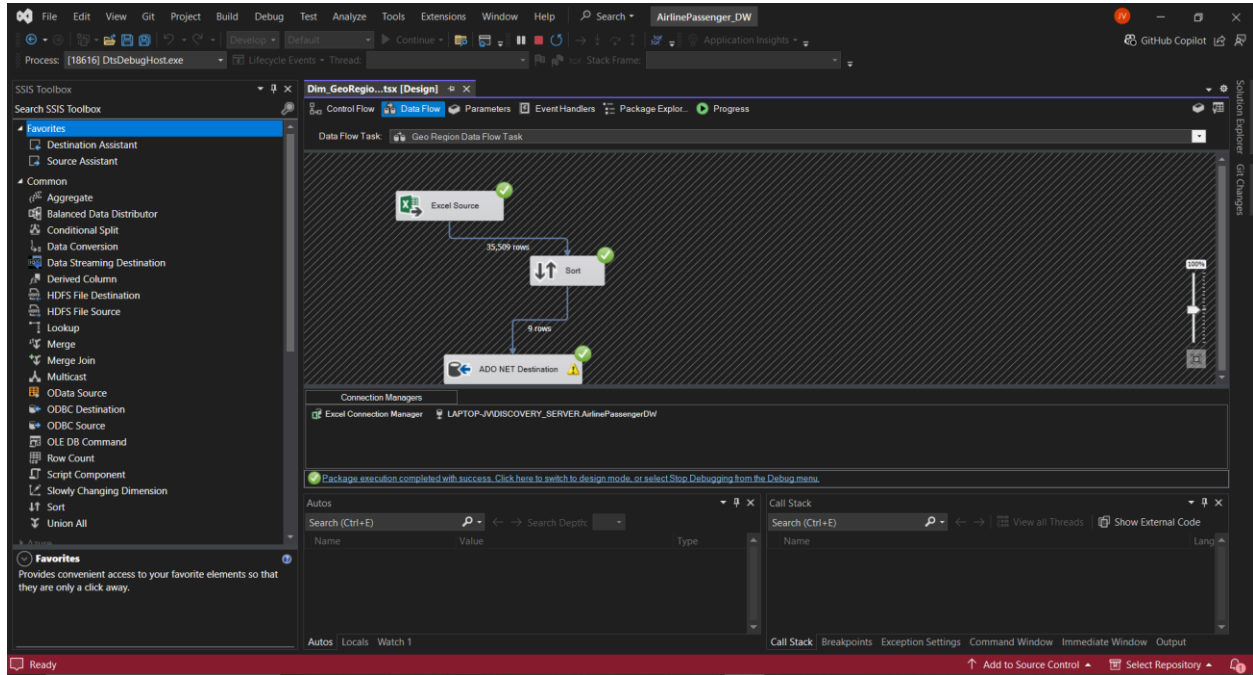 File Edit View Git Project Build Debug Test Analyze Tools Extensions Window Help Search AirlinePassenger_DW JV
Develop Default Continue Application Insights GitHub Copilot
Process: [18616] DtsDebugHost.exe Lifecycle Events Thread: Stack Frame:
SSIS Toolbox
Search SSIS Toolbox
Favorites
Destination Assistant
Source Assistant
Common
Aggregate
Balanced Data Distributor
Conditional Split
Data Conversion
Data Streaming Destination
Derived Column
HDFS File Destination
HDFS File Source
Lookup
Merge
Merge Join
Multicast
OData Source
ODBC Destination
ODBC Source
OLE DB Command
Row Count
Script Component
Slowly Changing Dimension
Sort
Union All
Azure
Favorites
Provides convenient access to your favorite elements so that
they are only a click away.
Dim_GeoRegio...tsx [Design]
Control Flow Data Flow Parameters Event Handlers Package Explor... Progress
Data Flow Task: Geo Region Data Flow Task
Excel Source
35,509 rows
Sort
9 rows
ADO NET Destination
100%
Connection Managers
Excel Connection Manager LAPTOP-JV\DISCOVERY_SERVER.AirlinePassengerDW
Package execution completed with success. Click here to switch to design mode, or select Stop Debugging from the Debug menu.
Autos
Search (Ctrl+E) Search Depth:
Name Value Type
Autos Locals Watch 1
Call Stack
Search (Ctrl+E) View all Threads Show External Code
Name Lang
Call Stack Breakpoints Exception Settings Command Window Immediate Window Output
Solution Explorer
Git Changes
Ready Add to Source Control Select Repository 1